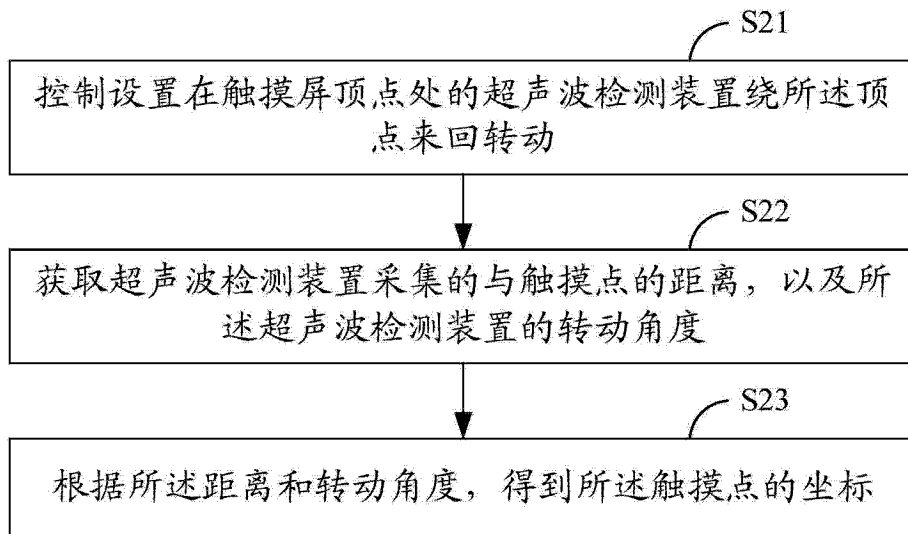 S21
控制设置在触摸屏顶点处的超声波检测装置绕所述顶
点来回转动
S22
获取超声波检测装置采集的与触摸点的距离，以及所
述超声波检测装置的转动角度
S23
根据所述距离和转动角度，得到所述触摸点的坐标